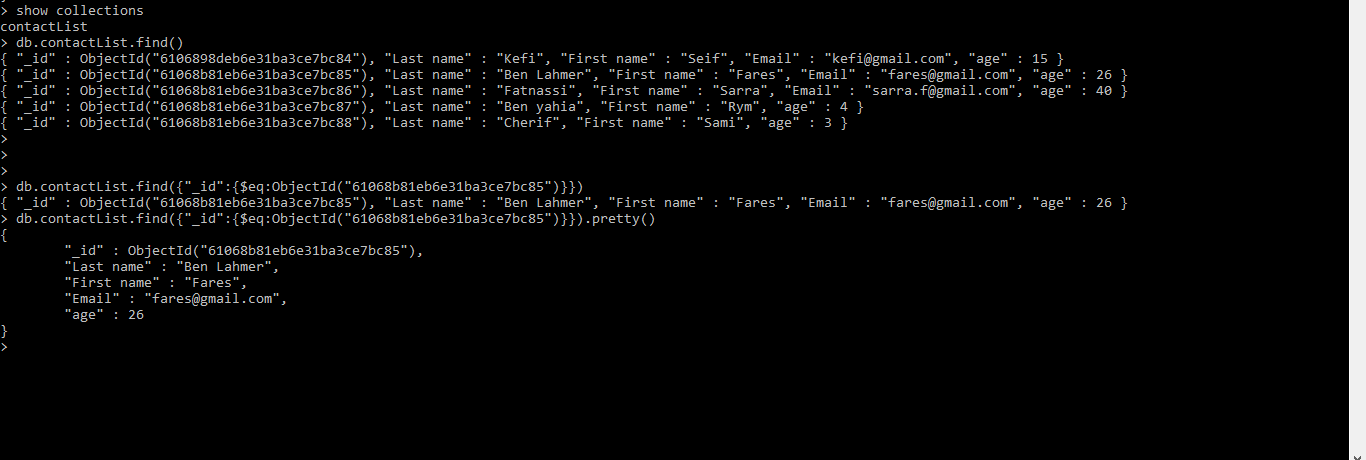 > show collections
contactList
> db.contactList.find()
{ "_id" : ObjectId("6106898deb6e31ba3ce7bc84"), "Last name" : "Kefi", "First name" : "Seif", "Email" : "kefi@gmail.com", "age" : 15 }
{ "_id" : ObjectId("61068b81eb6e31ba3ce7bc85"), "Last name" : "Ben Lahmer", "First name" : "Fares", "Email" : "fares@gmail.com", "age" : 26 }
{ "_id" : ObjectId("61068b81eb6e31ba3ce7bc86"), "Last name" : "Fatnassi", "First name" : "Sarra", "Email" : "sarra.f@gmail.com", "age" : 40 }
{ "_id" : ObjectId("61068b81eb6e31ba3ce7bc87"), "Last name" : "Ben yahia", "First name" : "Rym", "age" : 4 }
{ "_id" : ObjectId("61068b81eb6e31ba3ce7bc88"), "Last name" : "Cherif", "First name" : "Sami", "age" : 3 }
>
>
>
> db.contactList.find({"_id":{$eq:ObjectId("61068b81eb6e31ba3ce7bc85")}})
{ "_id" : ObjectId("61068b81eb6e31ba3ce7bc85"), "Last name" : "Ben Lahmer", "First name" : "Fares", "Email" : "fares@gmail.com", "age" : 26 }
> db.contactList.find({"_id":{$eq:ObjectId("61068b81eb6e31ba3ce7bc85")}}).pretty()
{
        "_id" : ObjectId("61068b81eb6e31ba3ce7bc85"),
        "Last name" : "Ben Lahmer",
        "First name" : "Fares",
        "Email" : "fares@gmail.com",
        "age" : 26
}
>